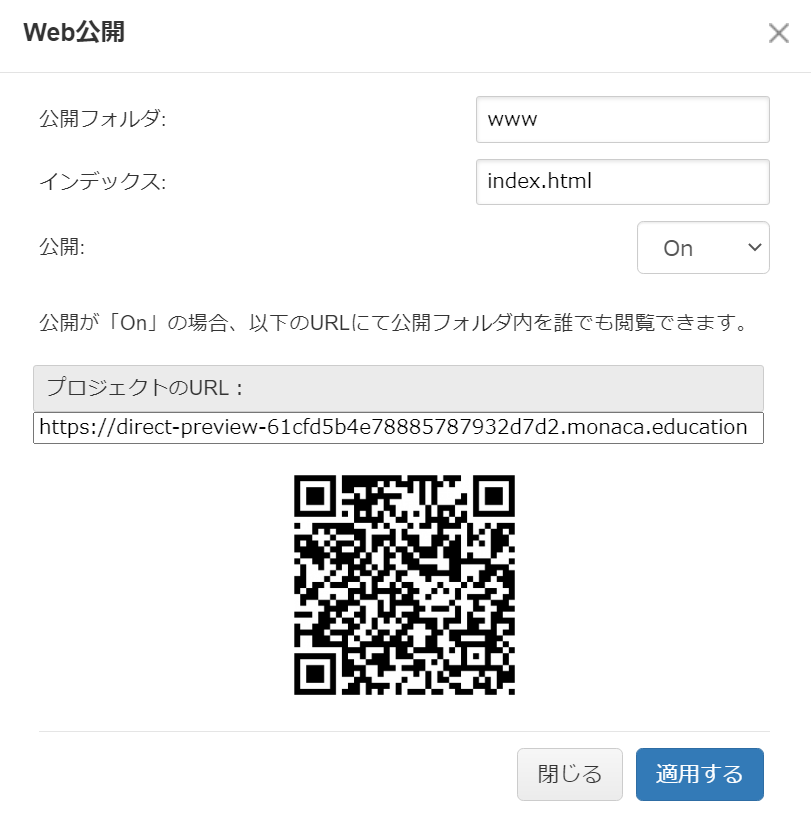 Web公開
公開フォルダ: www
インデックス: index.html
公開: On
公開が「On」の場合、以下のURLにて公開フォルダ内を誰でも閲覧できます。
プロジェクトのURL：
https://direct-preview-61cfd5b4e78885787932d7d2.monaca.education
閉じる 適用する